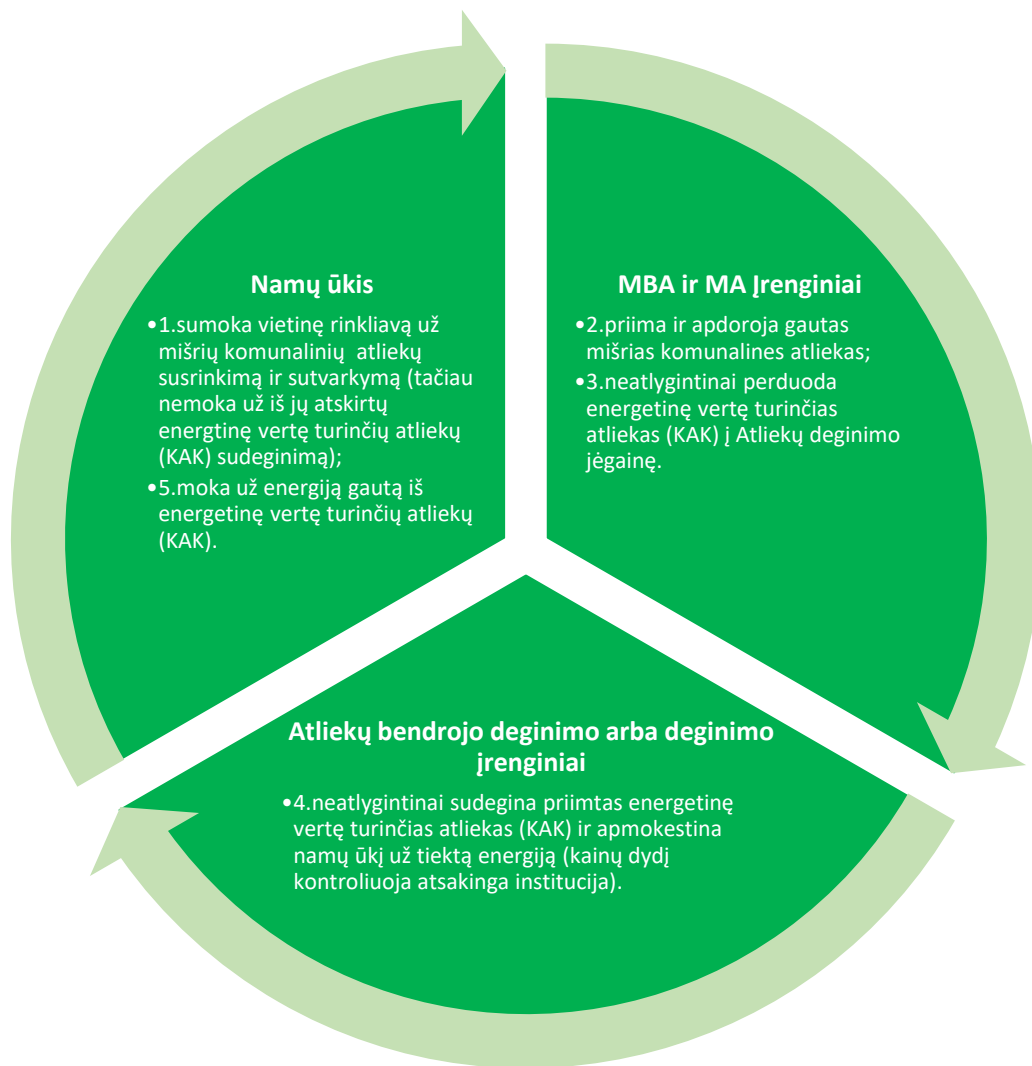 Namų ūkis
•1.sumoka vietinę rinkliavą už
mišrių komunalinių atliekų
susrinkimą ir sutvarkymą (tačiau
nemoka už iš jų atskirtų
energtinę vertę turinčių atliekų
(KAK) sudeginimą);
•5.moka už energiją gautą iš
energetinę vertę turinčių atliekų
(KAK).
MBA ir MA Įrenginiai
•2.priima ir apdoroja gautas
mišrias komunalines atliekas;
•3.neatlygintinai perduoda
energetinę vertę turinčias
atliekas (KAK) į Atliekų deginimo
jėgainę.
Atliekų bendrojo deginimo arba deginimo
įrenginiai
•4.neatlygintinai sudegina priimtas energetinę
vertę turinčias atliekas (KAK) ir apmokestina
namų ūkį už tiektą energiją (kainų dydį
kontroliuoja atsakinga institucija).